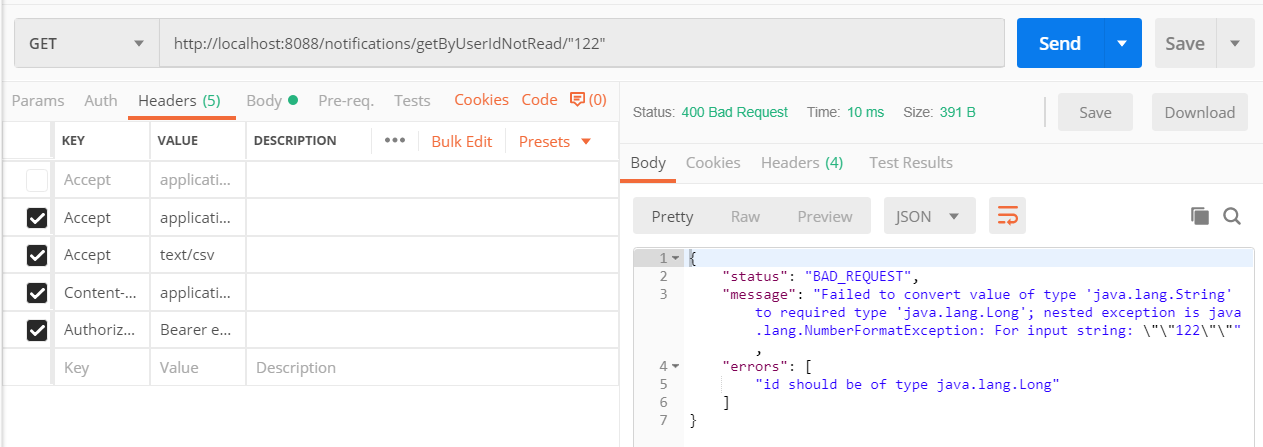 GET http://localhost:8088/notifications/getByUserIdNotRead/"122" Send Save
Params Auth Headers (5) Body Pre-req. Tests Cookies Code (0)
KEY VALUE DESCRIPTION ••• Bulk Edit Presets
Accept applicati...
Accept applicati...
Accept text/csv
Content-... applicati...
Authoriz... Bearer e...
Key Value Description
Status: 400 Bad Request Time: 10 ms Size: 391 B Save Download
Body Cookies Headers (4) Test Results
Pretty Raw Preview JSON
1 {
2 "status": "BAD_REQUEST",
3 "message": "Failed to convert value of type 'java.lang.String'
to required type 'java.lang.Long'; nested exception is java
.lang.NumberFormatException: For input string: \"\"122\"\""
,
4 "errors": [
5 "id should be of type java.lang.Long"
6 ]
7 }